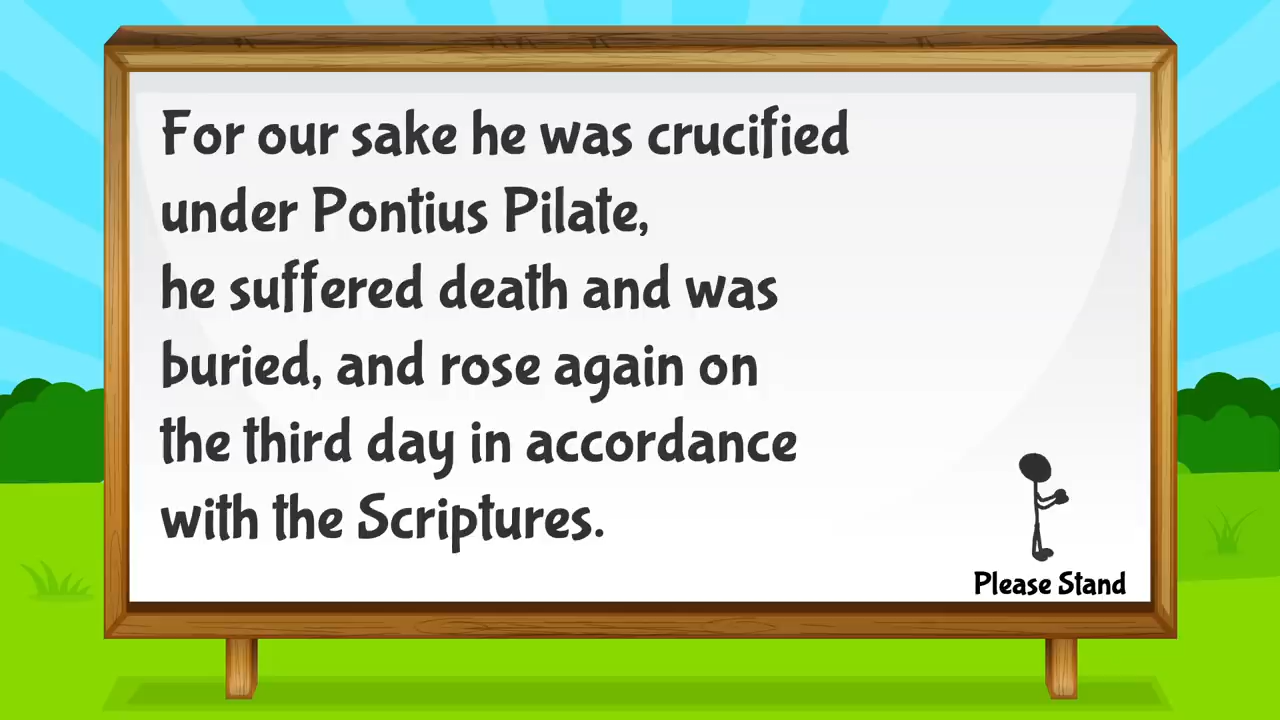 For our sake he was crucified
under Pontius Pilate,
he suffered death and was
buried, and rose again on
the third day in accordance
with the Scriptures.
Please Stand